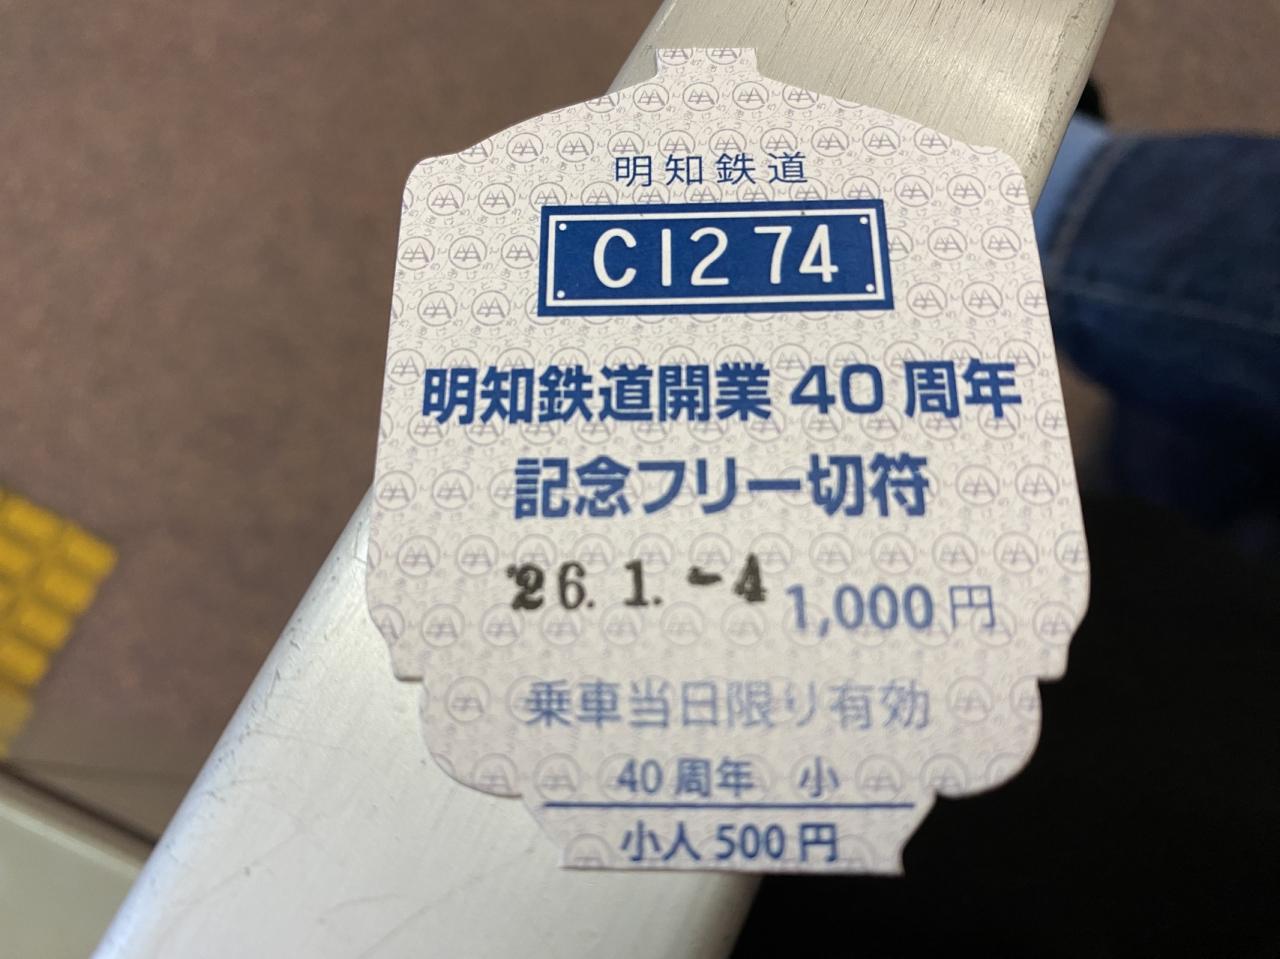 明知鉄道
C12 74
明知鉄道開業40周年
記念フリー切符
26. 1. -4 1,000円
乗車当日限り有効
40周年 小
小人500円